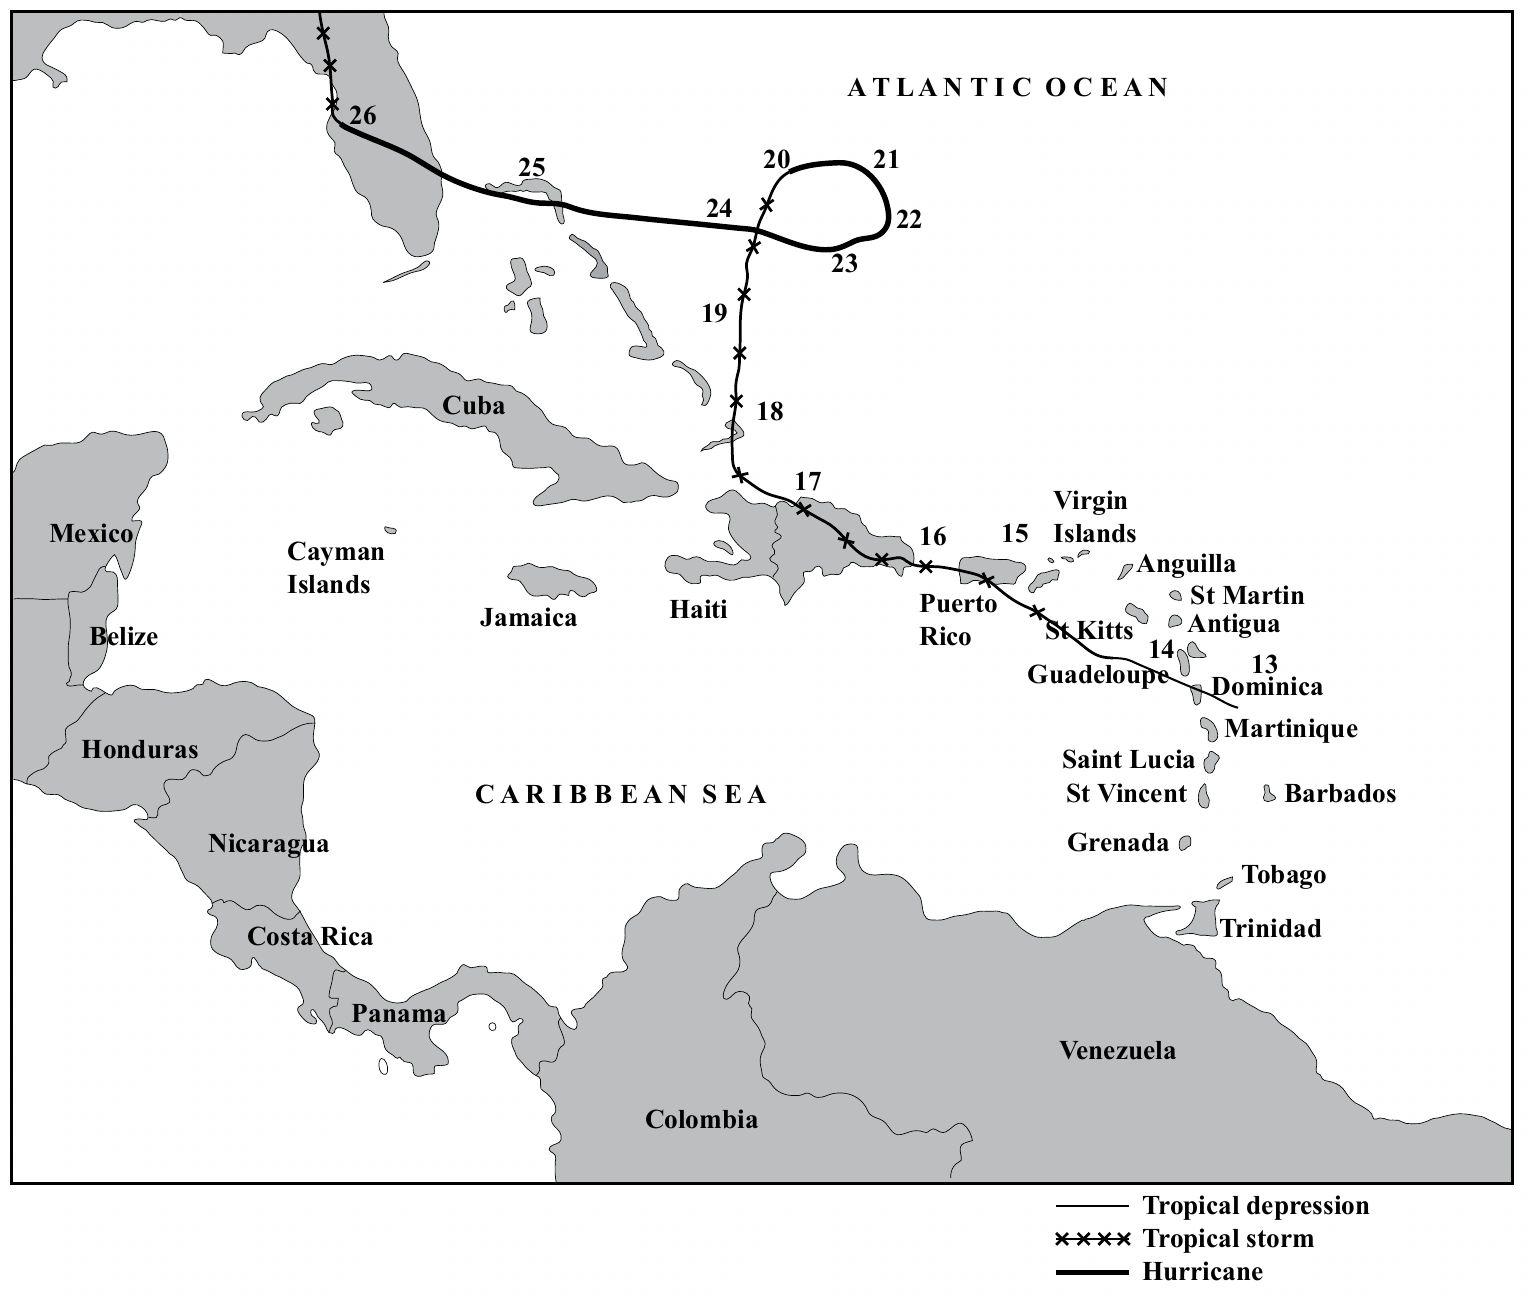 26
ATLANTIC OCEAN
20
21
25
24
22
23
19
Cuba
18
17
Virgin
Islands
Mexico
16
15
Cayman
Islands
Anguilla
St Martin
Jamaica
Haiti
Puerto
Rico
Antigua
St Kitts
Belize
14
13
Guadeloupe
Dominica
Martinique
Honduras
Saint Lucia
CARIBBEAN SEA
St Vincent
Barbados
Nicaragua
Grenada
Tobago
Trinidad
Costa Rica
Panama
Venezuela
Colombia
Tropical depression
Tropical storm
Hurricane